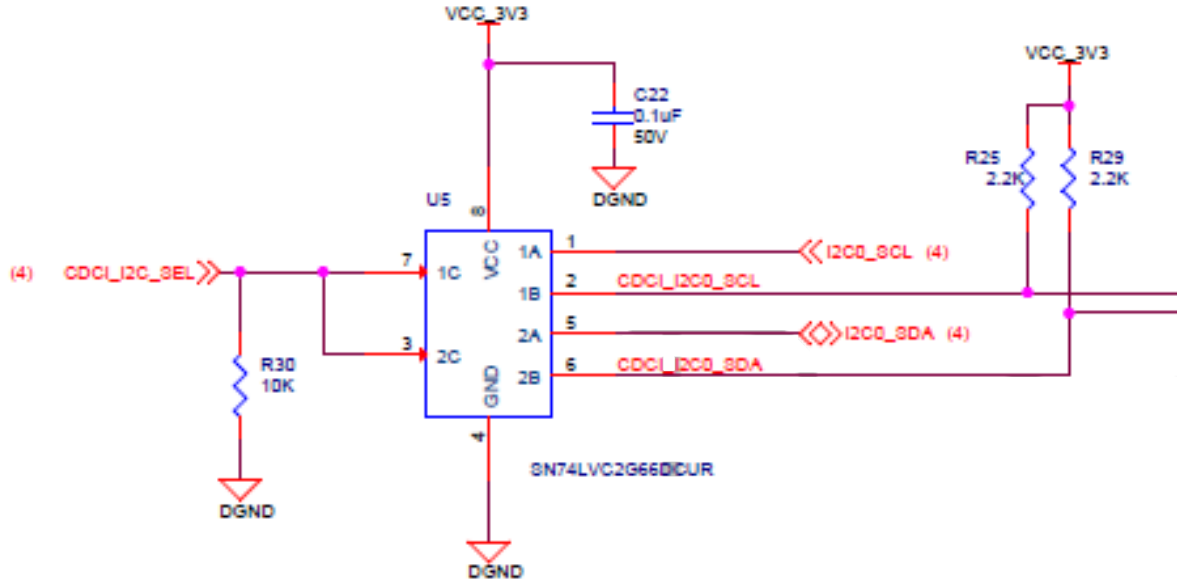 VCC_3V3
VCC_3V3
C22
0.1uF
50V
R25
2.2K
R29
2.2K
DGND
U5
8
VCC
7
1C
1A
1
I2C0_SCL (4)
(4) CDCI_I2C_SEL
2
1B
CDCI_I2C0_SCL
5
2A
I2C0_SDA (4)
3
2C
6
2B
CDCI_I2C0_SDA
R30
10K
GND
4
SN74LVC2G66DCUR
DGND
DGND